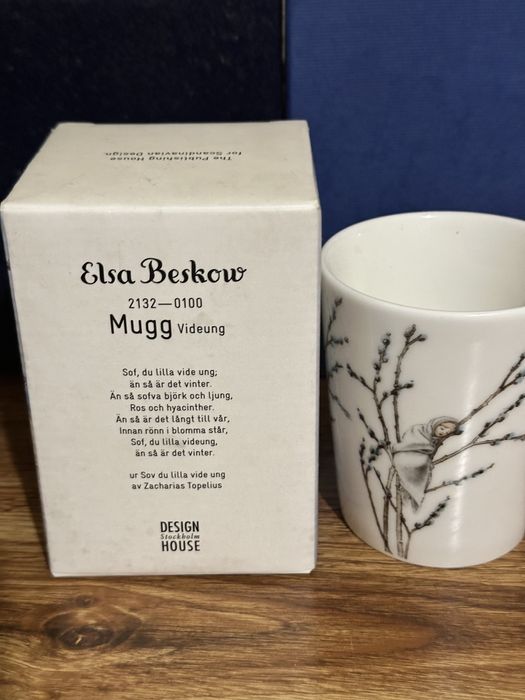 The Publishing House
for Scandinavian Design.
Elsa Beskow
2132—0100
Mugg Videung
Sof, du lilla vide ung;
än så är det vinter.
Än så sofva björk och ljung,
Ros och hyacinther.
Än är det långt till vår,
Innan rönn i blomma står,
Sof, du lilla videung,
än så är det vinter.
ur Sov du lilla vide ung
av Zacharias Topelius
DESIGN
Stockholm
HOUSE